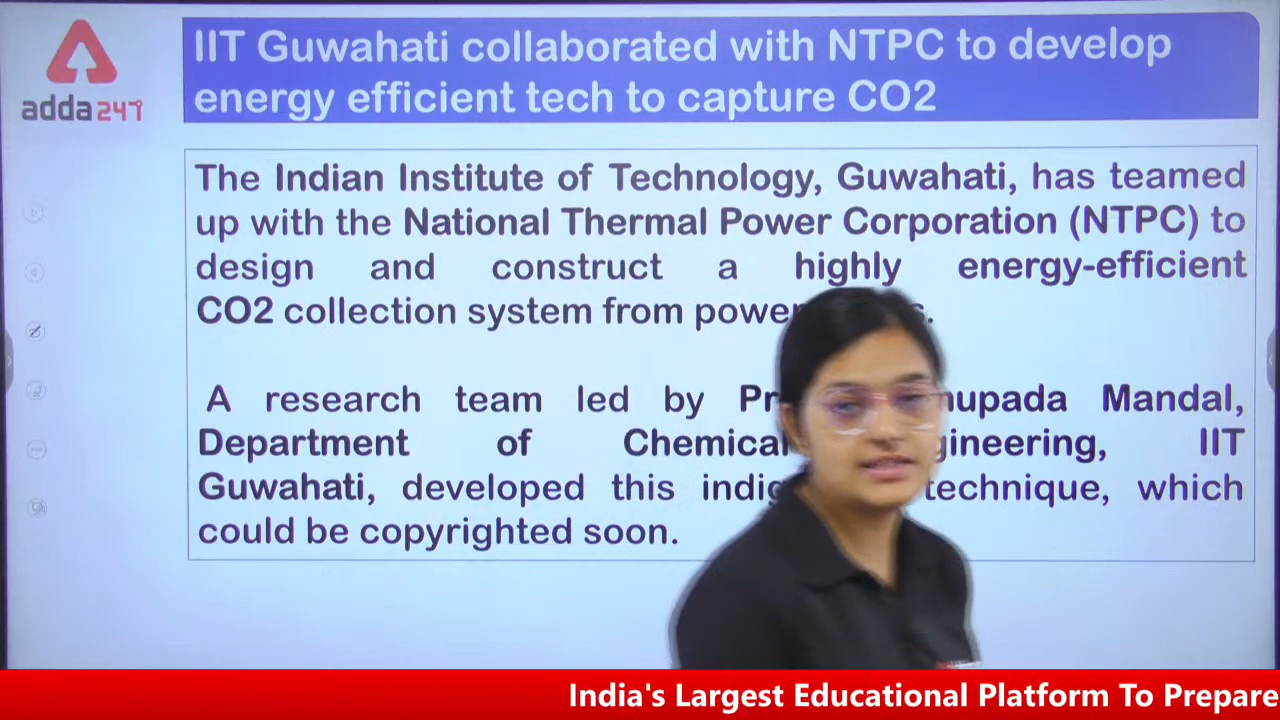 adda247
IIT Guwahati collaborated with NTPC to develop
energy efficient tech to capture CO2
The Indian Institute of Technology, Guwahati, has teamed
up with the National Thermal Power Corporation (NTPC) to
design and construct a highly energy-efficient
CO2 collection system from power
A research team led by Mandal,
Department of Chemical IIT
Guwahati, developed this technique, which
could be copyrighted soon.
India's Largest Educational Platform To Prepare